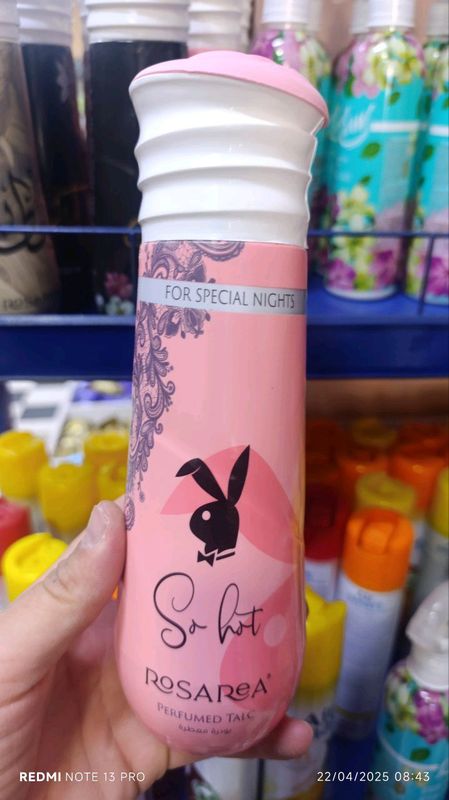 FOR SPECIAL NIGHTS
So hot
RoSAReA®
PERFUMED TALC
بودرة معطرة
REDMI NOTE 13 PRO
22/04/2025 08:43